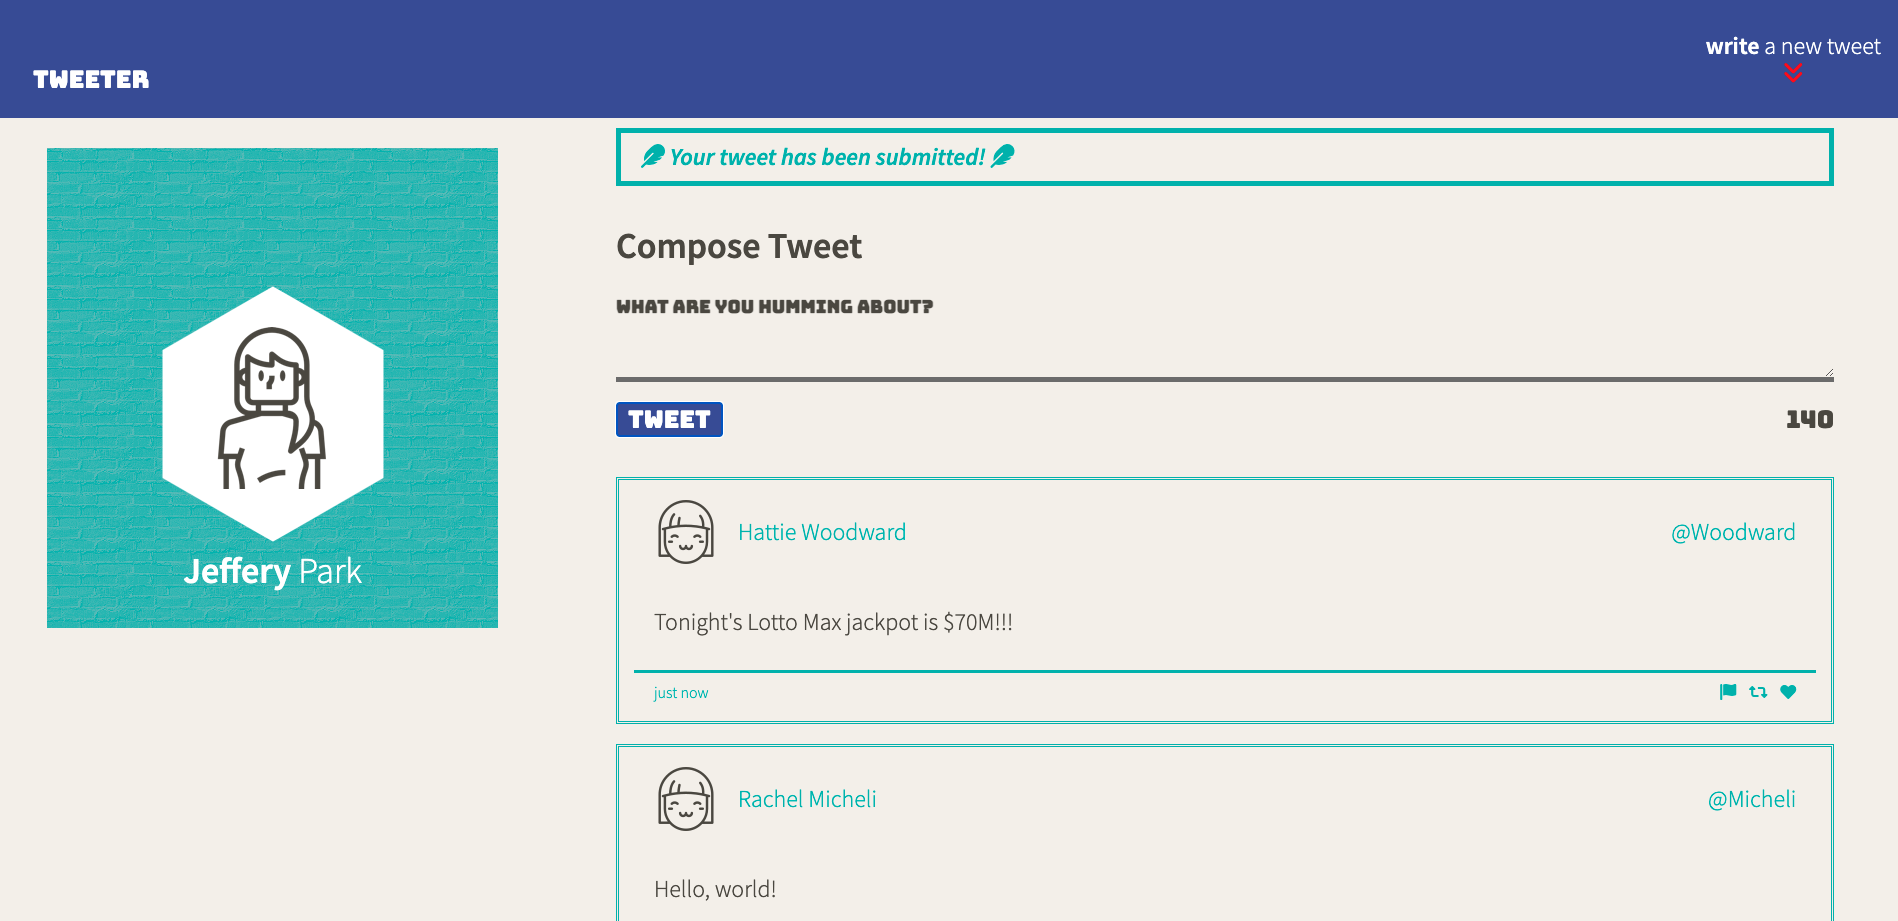 TWEETER
write a new tweet
Jeffery Park
Your tweet has been submitted!
Compose Tweet
WHAT ARE YOU HUMMING ABOUT?
TWEET
140
Hattie Woodward
@Woodward
Tonight's Lotto Max jackpot is $70M!!!
just now
Rachel Micheli
@Micheli
Hello, world!